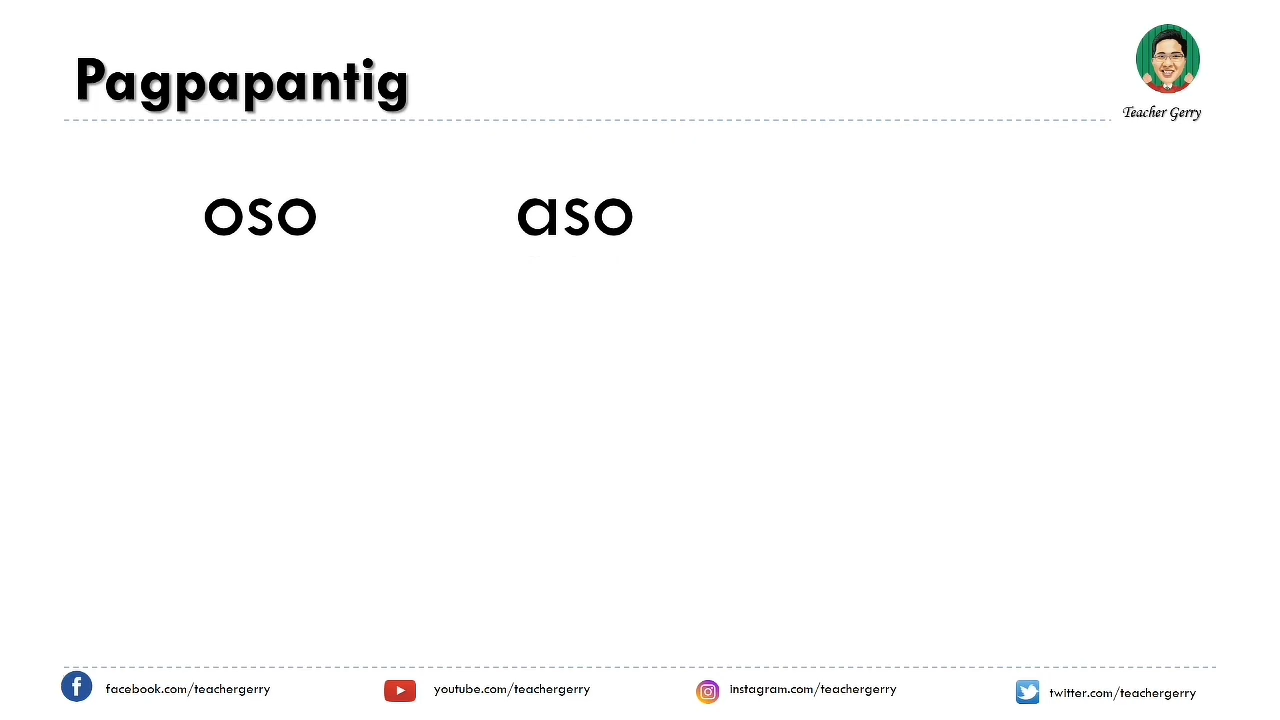 Pagpapantig
Teacher Gerry
oso aso
facebook.com/teachergerry youtube.com/teachergerry instagram.com/teachergerry twitter.com/teachergerry